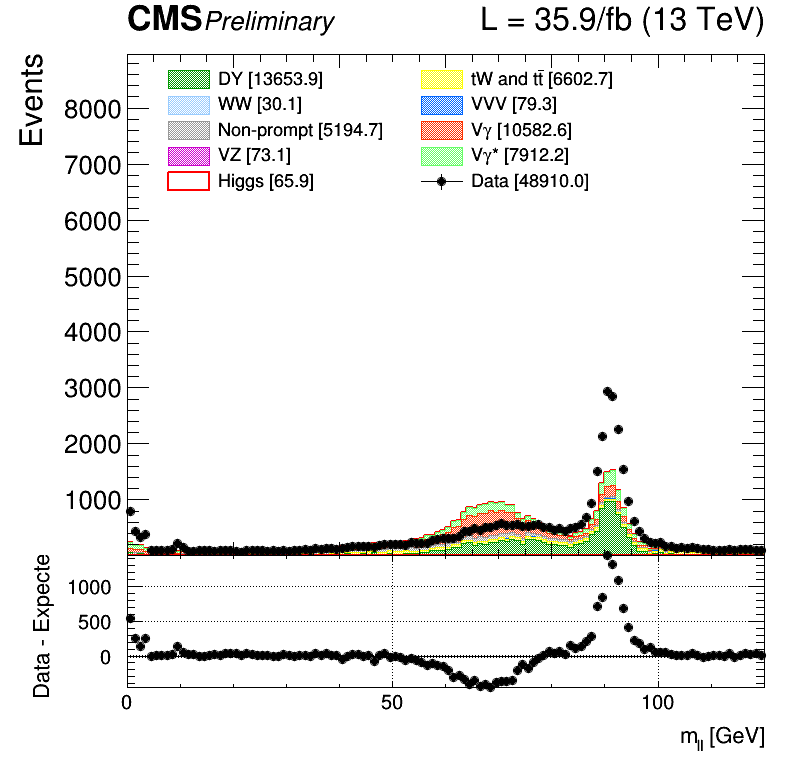 CMS Preliminary L = 35.9/fb (13 TeV)
Events
DY [13653.9] tW and tt̄ [6602.7]
WW [30.1] VVV [79.3]
Non-prompt [5194.7] Vγ [10582.6]
VZ [73.1] Vγ* [7912.2]
Higgs [65.9] Data [48910.0]
8000
7000
6000
5000
4000
3000
2000
1000
Data - Expecte
1000
500
0
0 50 100
m_ll [GeV]